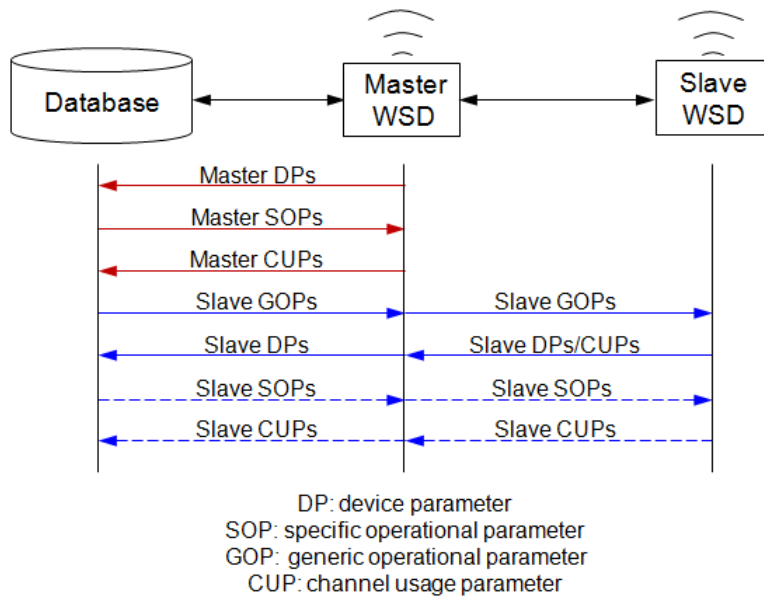 Database
Master
WSD
Slave
WSD
Master DPs
Master SOPs
Master CUPs
Slave GOPs
Slave GOPs
Slave DPs
Slave DPs/CUPs
Slave SOPs
Slave SOPs
Slave CUPs
Slave CUPs
DP: device parameter
SOP: specific operational parameter
GOP: generic operational parameter
CUP: channel usage parameter